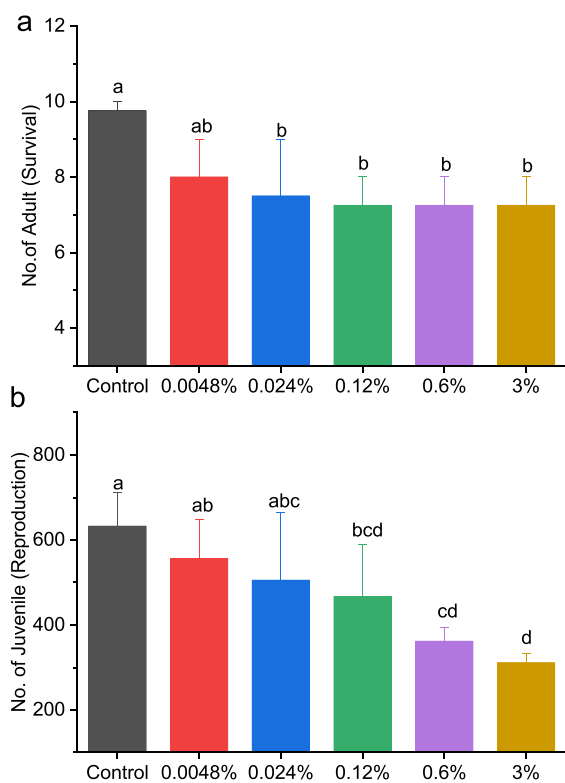 a
12
10
8
6
4
No.of Adult (Survival)
a
ab
b
b
b
b
Control 0.0048% 0.024% 0.12% 0.6% 3%
b
800
600
400
200
No. of Juvenile (Reproduction)
a
ab
abc
bcd
cd
d
Control 0.0048% 0.024% 0.12% 0.6% 3%